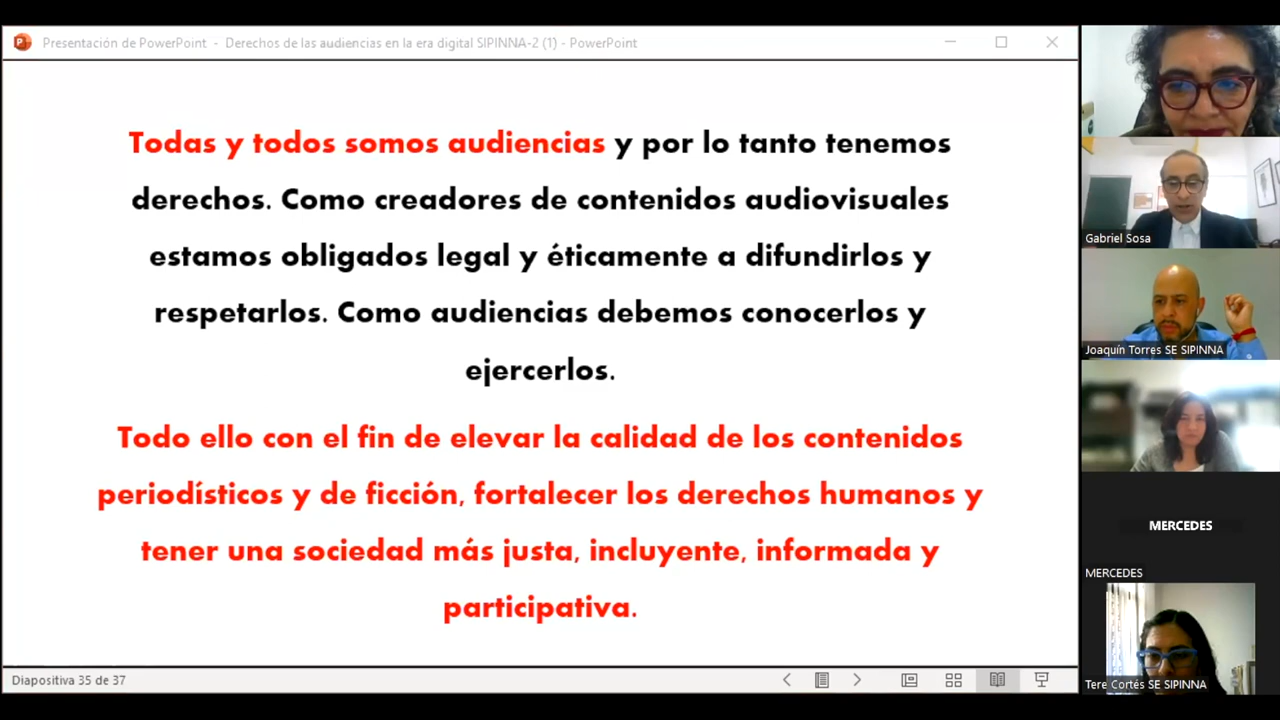 Presentación de PowerPoint - Derechos de las audiencias en la era digital SIPINNA-2 (1) - PowerPoint
Todas y todos somos audiencias y por lo tanto tenemos
derechos. Como creadores de contenidos audiovisuales
estamos obligados legal y éticamente a difundirlos y
respetarlos. Como audiencias debemos conocerlos y
ejercerlos.
Todo ello con el fin de elevar la calidad de los contenidos
periodísticos y de ficción, fortalecer los derechos humanos y
tener una sociedad más justa, incluyente, informada y
participativa.
Diapositiva 35 de 37
Gabriel Sosa
Joaquín Torres SE SIPINNA
MERCEDES
MERCEDES
Tere Cortés SE SIPINNA